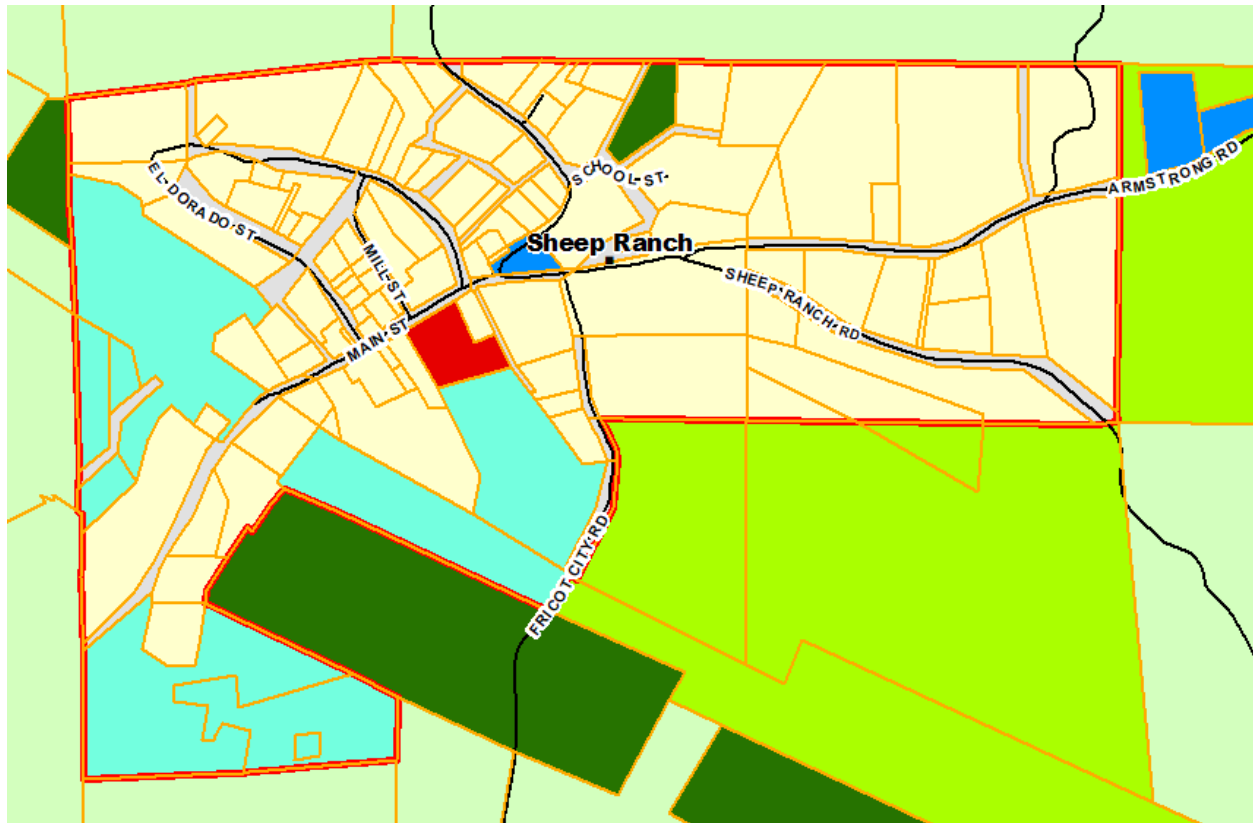 ARMSTRONG RD
SCHOOL ST
EL DORADO ST
Sheep Ranch
MILL ST
SHEEP RANCH RD
MAIN ST
FRICOT CITY RD